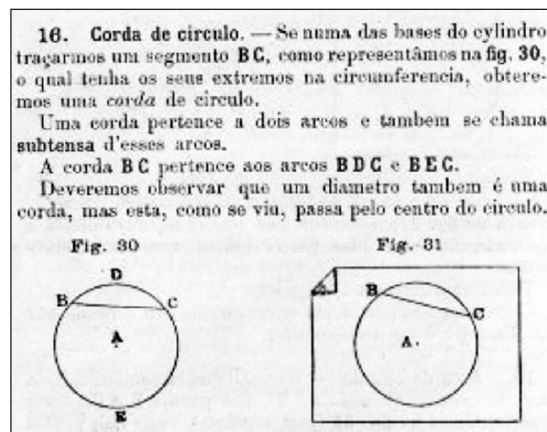 16. Corda de circulo. — Se numa das bases do cylindro
traçarmos um segmento BC, como representâmos na fig. 30,
o qual tenha os seus extremos na circumferencia, obtere-
mos uma corda de circulo.
Uma corda pertence a dois arcos e tambem se chama
subtensa d'esses arcos.
A corda BC pertence aos arcos BDC e BEC.
Deveremos observar que um diametro tambem é uma
corda, mas esta, como se viu, passa pelo centro do circulo.
Fig. 30
Fig. 31
D
B
C
A
E
B
C
A